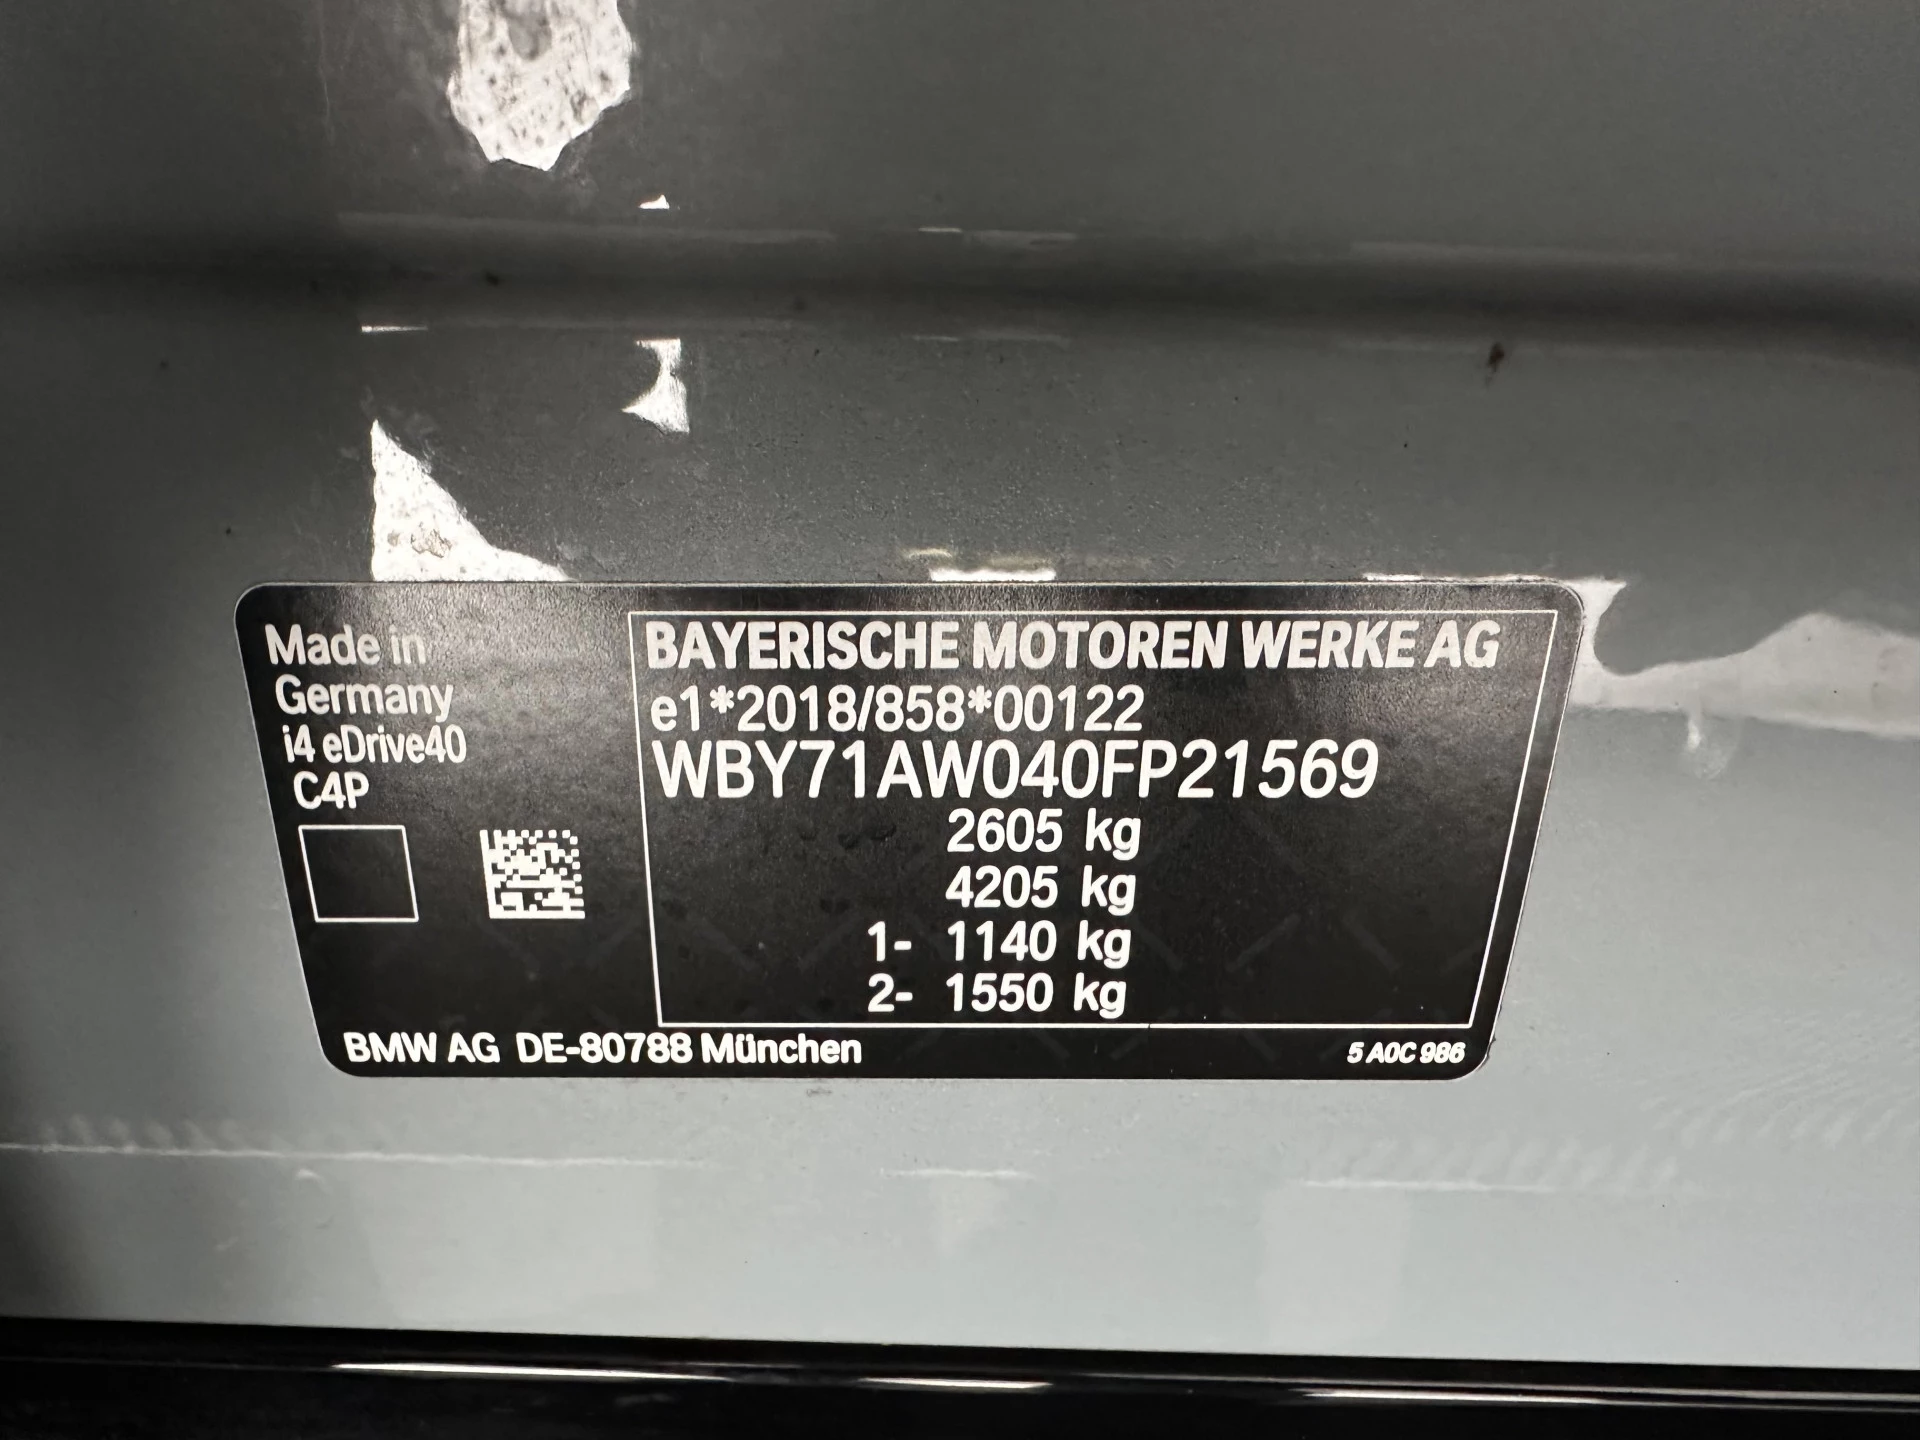 Made in
Germany
i4 eDrive40
C4P
BAYERISCHE MOTOREN WERKE AG
e1*2018/858*00122
WBY71AW040FP21569
2605 kg
4205 kg
1- 1140 kg
2- 1550 kg
BMW AG DE-80788 München
5 A0C 986